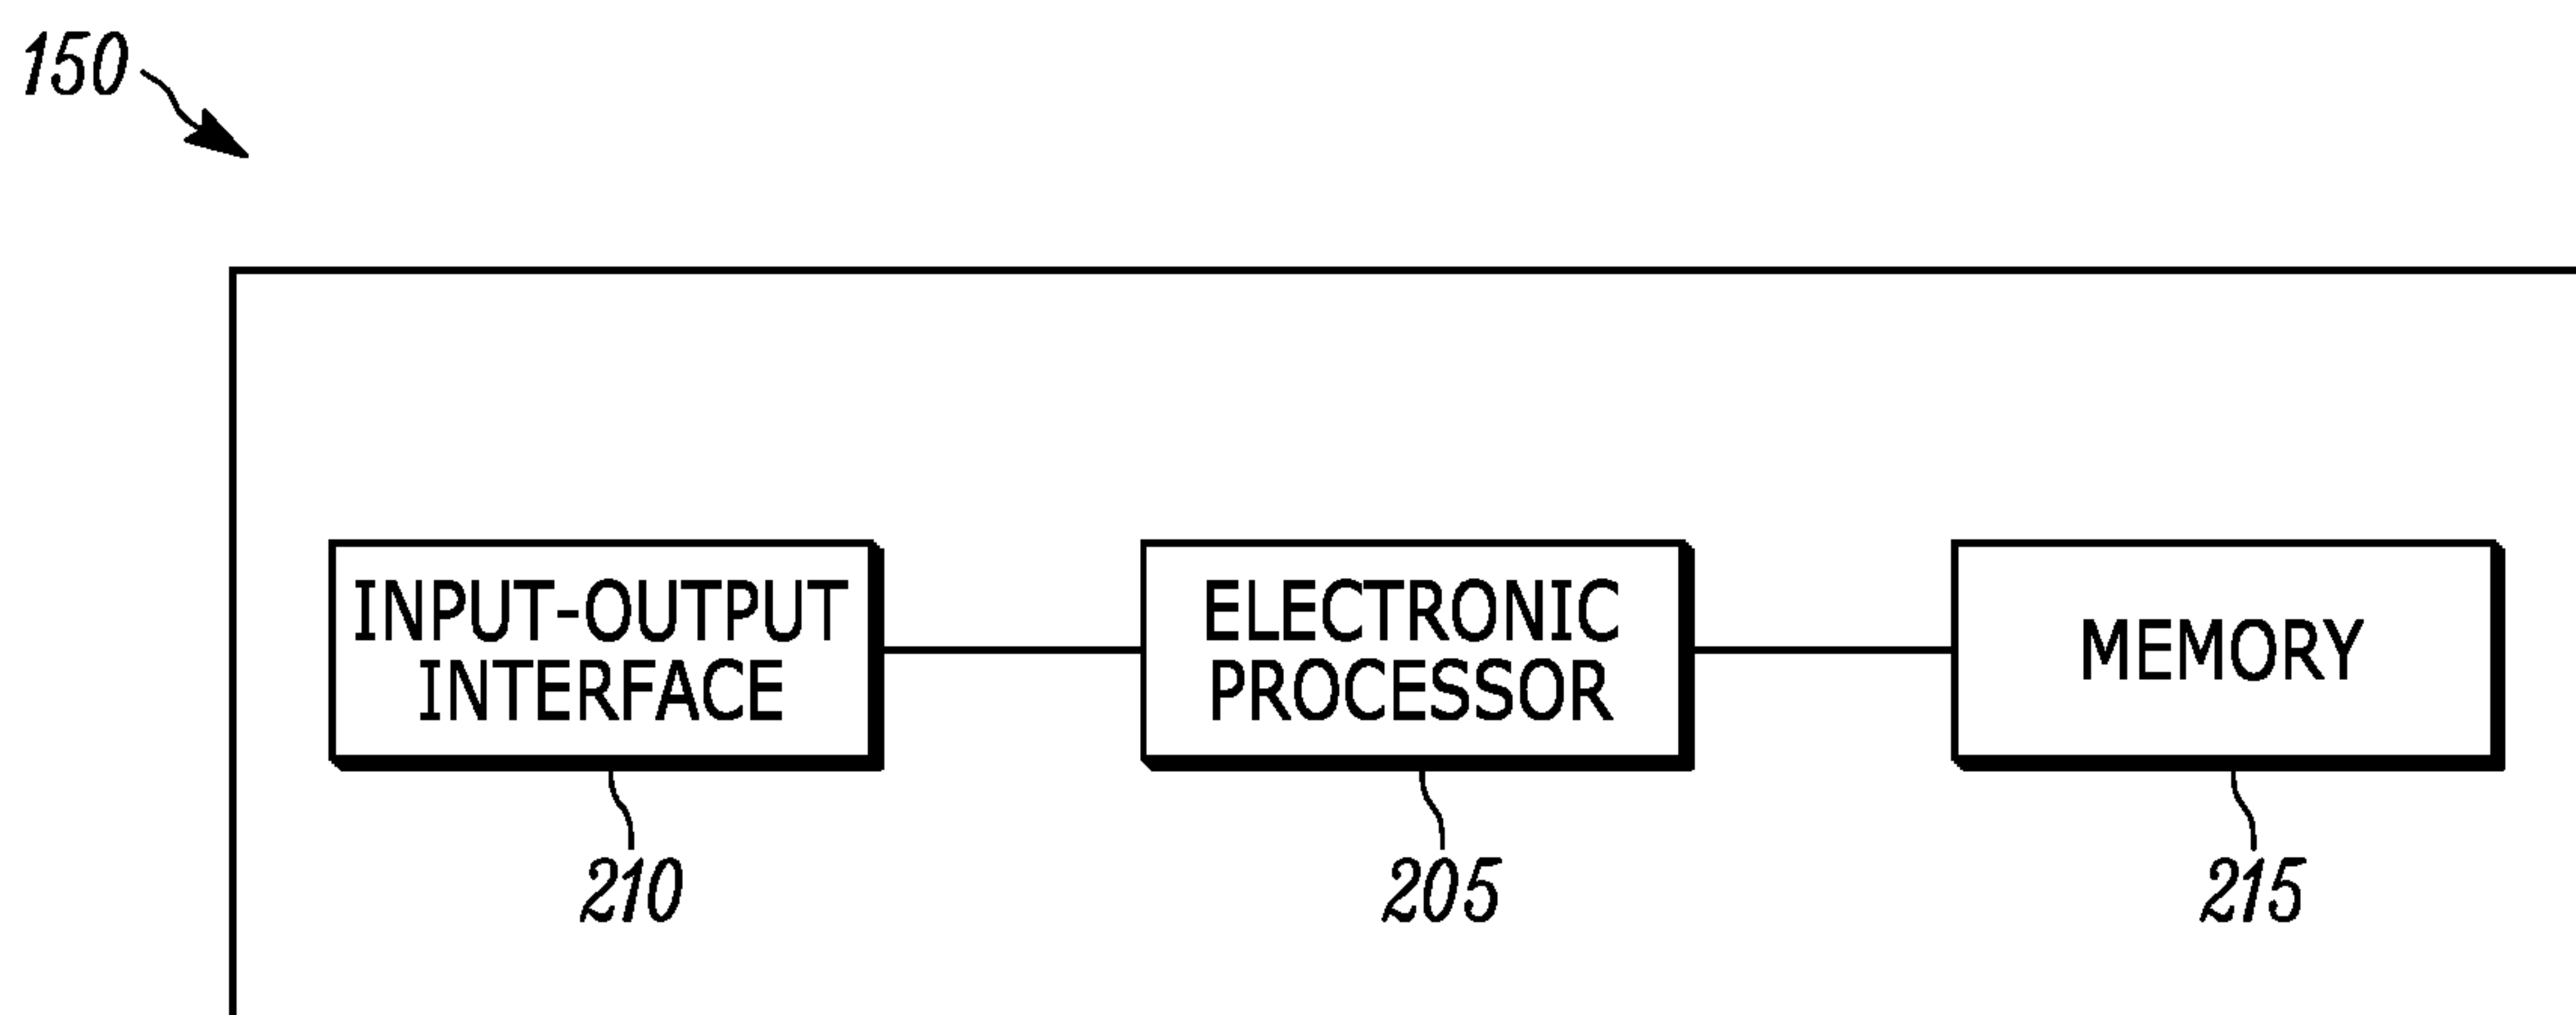 150
INPUT-OUTPUT
INTERFACE
ELECTRONIC
PROCESSOR
MEMORY
210
205
215